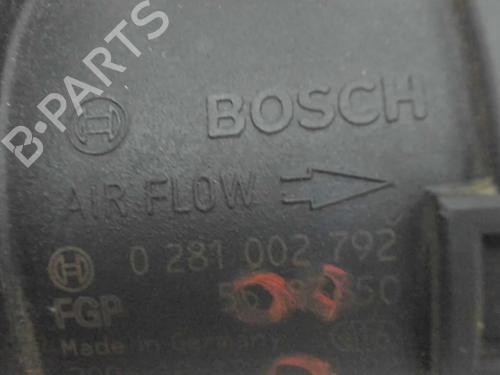 B-PARTS
BOSCH
AIR FLOW
0 281 002 792
FGP
Made in Germany